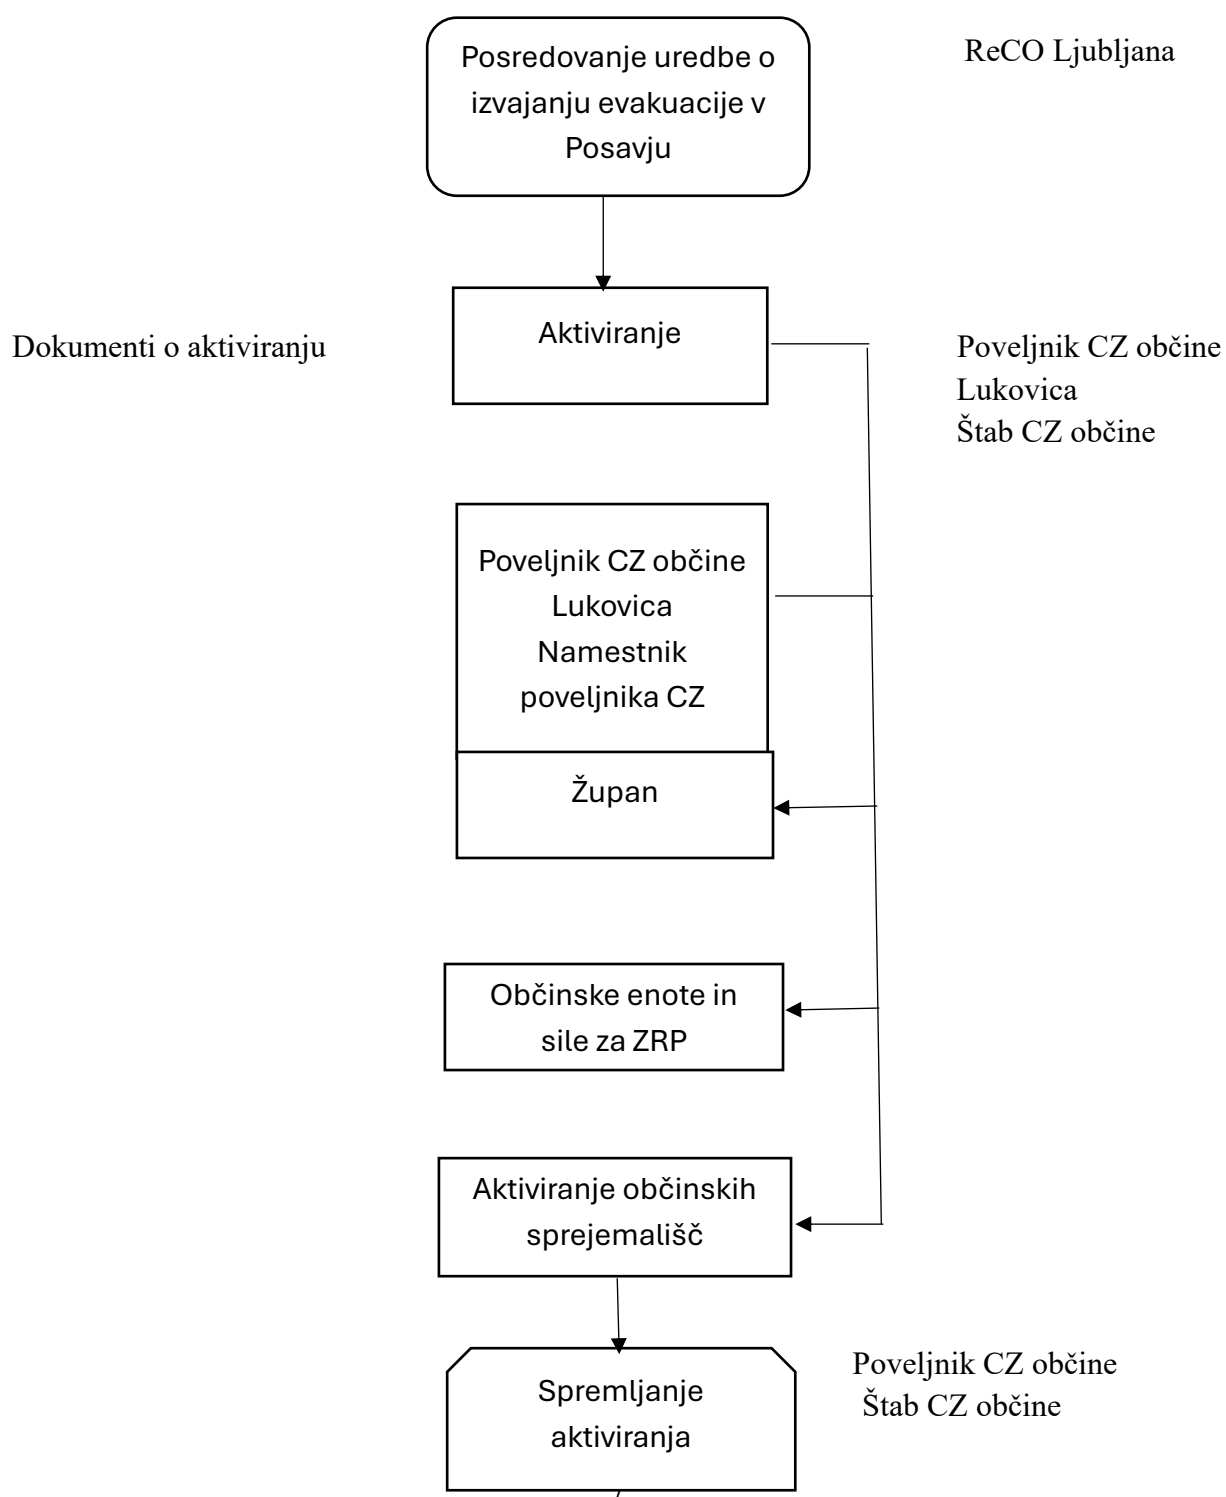 Posredovanje uredbe o
izvajanju evakuacije v
Posavju
ReCO Ljubljana
Aktiviranje
Dokumenti o aktiviranju
Poveljnik CZ občine
Lukovica
Štab CZ občine
Poveljnik CZ občine
Lukovica
Namestnik
poveljnika CZ
Župan
Občinske enote in
sile za ZRP
Aktiviranje občinskih
sprejemališč
Spremljanje
aktiviranja
Poveljnik CZ občine
Štab CZ občine